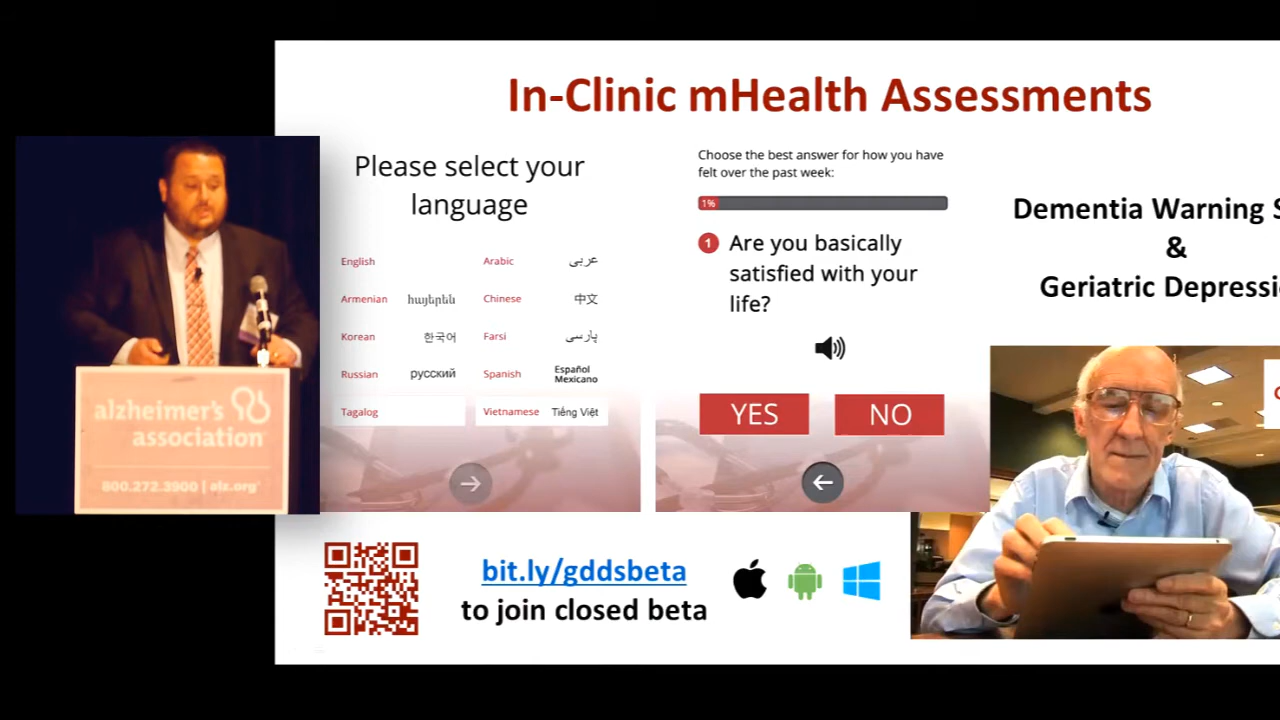 In-Clinic mHealth Assessments
Please select your
language
English
Arabic عربى
Armenian հայերեն
Chinese 中文
Korean 한국어
Farsi پارسی
Russian русский
Spanish Español
Mexicano
Tagalog
Vietnamese Tiếng Việt
Choose the best answer for how you have
felt over the past week:
1%
1 Are you basically
satisfied with your
life?
YES NO
Dementia Warning S
&
Geriatric Depressi
alzheimer's
association
800.272.3900 | alz.org
bit.ly/gddsbeta
to join closed beta